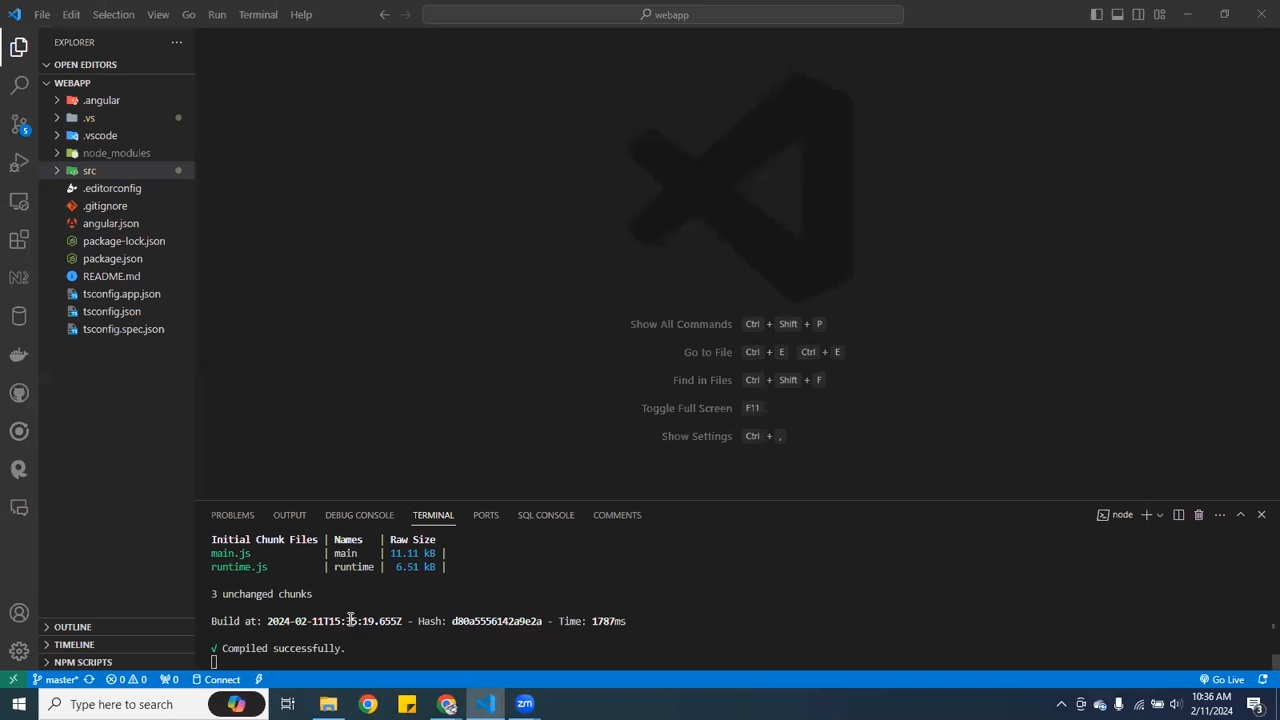 File Edit Selection View Go Run Terminal Help
webapp
EXPLORER
OPEN EDITORS
WEBAPP
.angular
.vs
.vscode
node_modules
src
.editorconfig
.gitignore
angular.json
package-lock.json
package.json
README.md
tsconfig.app.json
tsconfig.json
tsconfig.spec.json
5
Show All Commands Ctrl + Shift + P
Go to File Ctrl + E Ctrl + E
Find in Files Ctrl + Shift + F
Toggle Full Screen F11
Show Settings Ctrl + ,
PROBLEMS OUTPUT DEBUG CONSOLE TERMINAL PORTS SQL CONSOLE COMMENTS
node
Initial Chunk Files | Names | Raw Size
main.js | main | 11.11 kB |
runtime.js | runtime | 6.51 kB |
3 unchanged chunks
Build at: 2024-02-11T15:35:19.655Z - Hash: d80a5556142a9e2a - Time: 1787ms
√ Compiled successfully.
OUTLINE
TIMELINE
NPM SCRIPTS
master* 0 0 0 Connect Go Live
Type here to search
zm
10:36 AM
2/11/2024
3